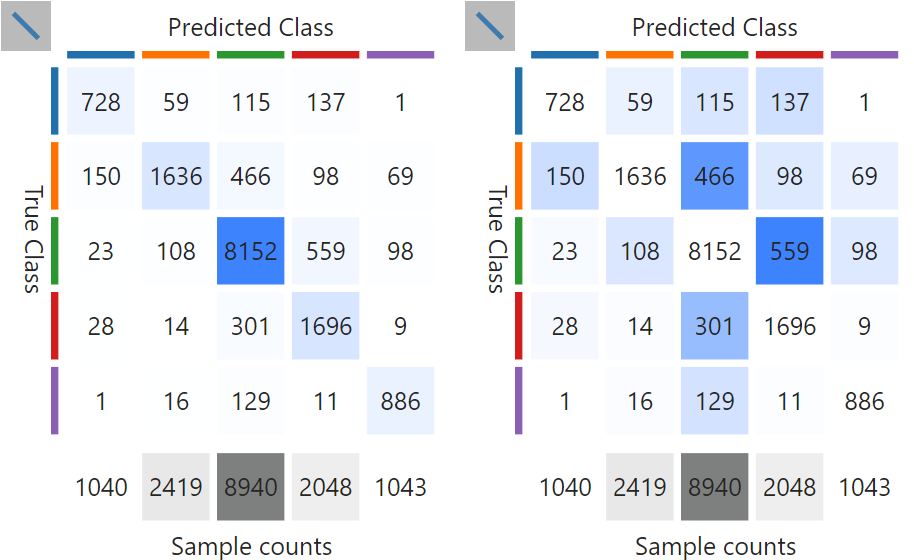 Predicted Class
True Class
728 59 115 137 1
150 1636 466 98 69
23 108 8152 559 98
28 14 301 1696 9
1 16 129 11 886
1040 2419 8940 2048 1043
Sample counts
Predicted Class
True Class
728 59 115 137 1
150 1636 466 98 69
23 108 8152 559 98
28 14 301 1696 9
1 16 129 11 886
1040 2419 8940 2048 1043
Sample counts